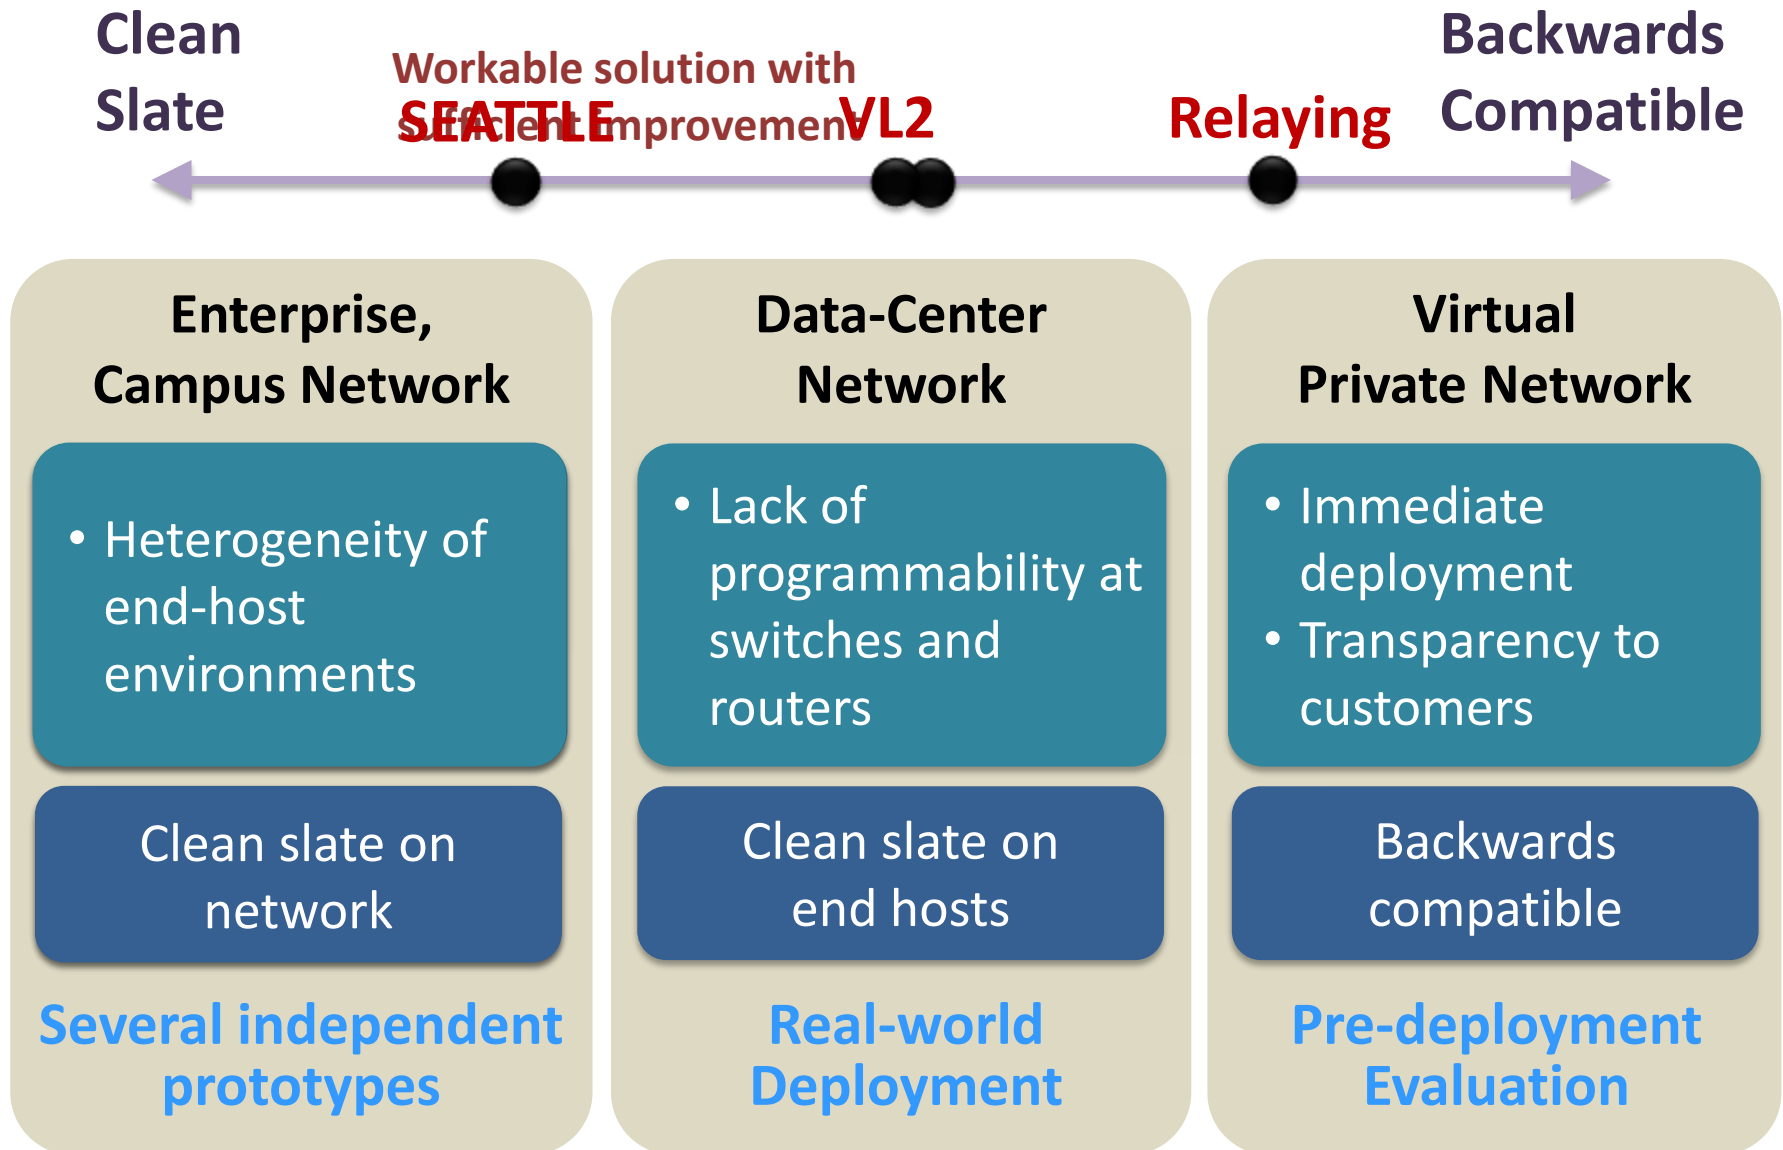 Clean
Slate
Workable solution with
sufficient improvement
SEATTLE
VL2
Relaying
Backwards
Compatible
Enterprise,
Campus Network
• Heterogeneity of
end-host
environments
Clean slate on
network
Several independent
prototypes
Data-Center
Network
• Lack of
programmability at
switches and
routers
Clean slate on
end hosts
Real-world
Deployment
Virtual
Private Network
• Immediate
deployment
• Transparency to
customers
Backwards
compatible
Pre-deployment
Evaluation